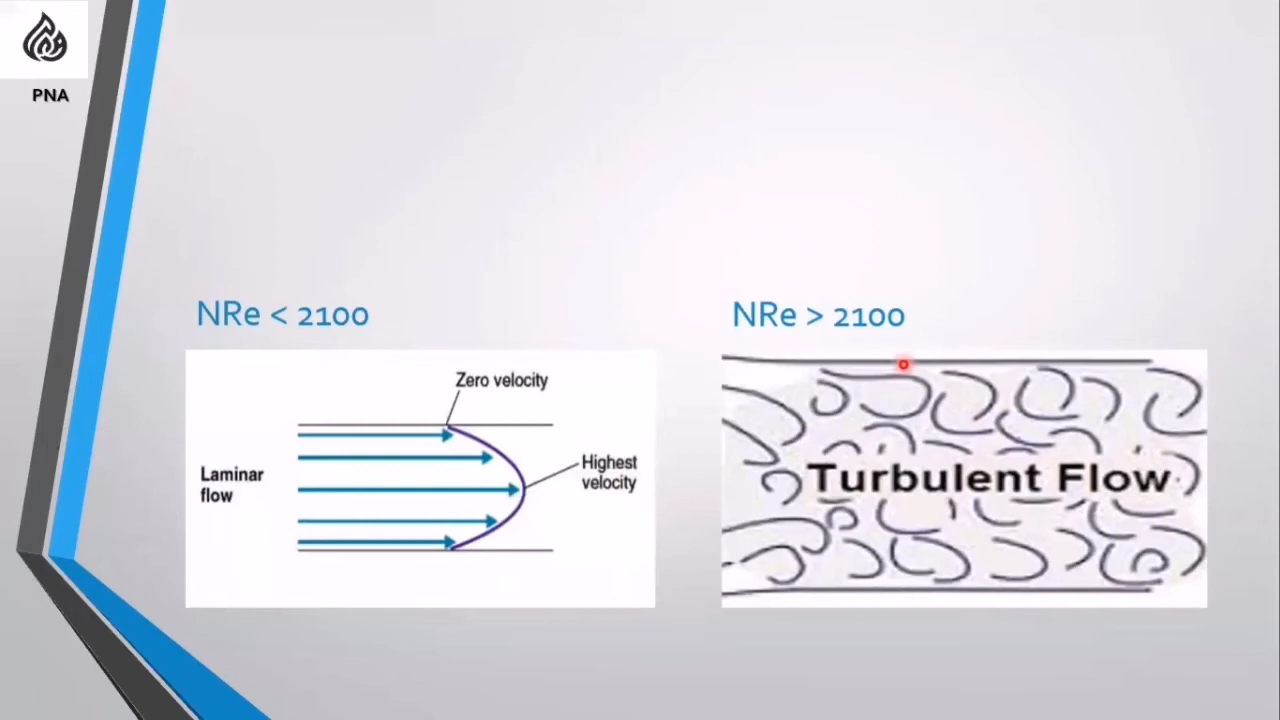 PNA
NRe < 2100
NRe > 2100
Zero velocity
Laminar
flow
Highest
velocity
Turbulent Flow